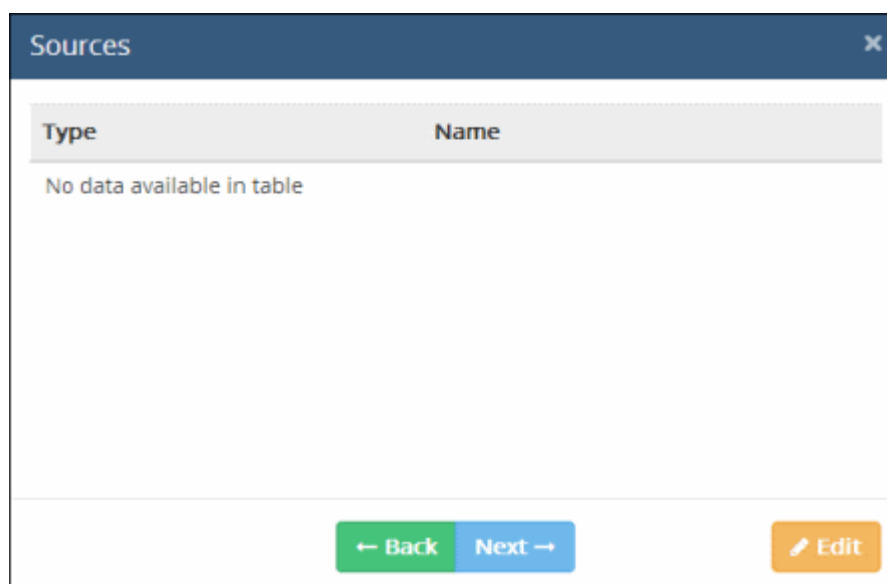 Sources ×
Type Name
No data available in table
← Back Next → Edit